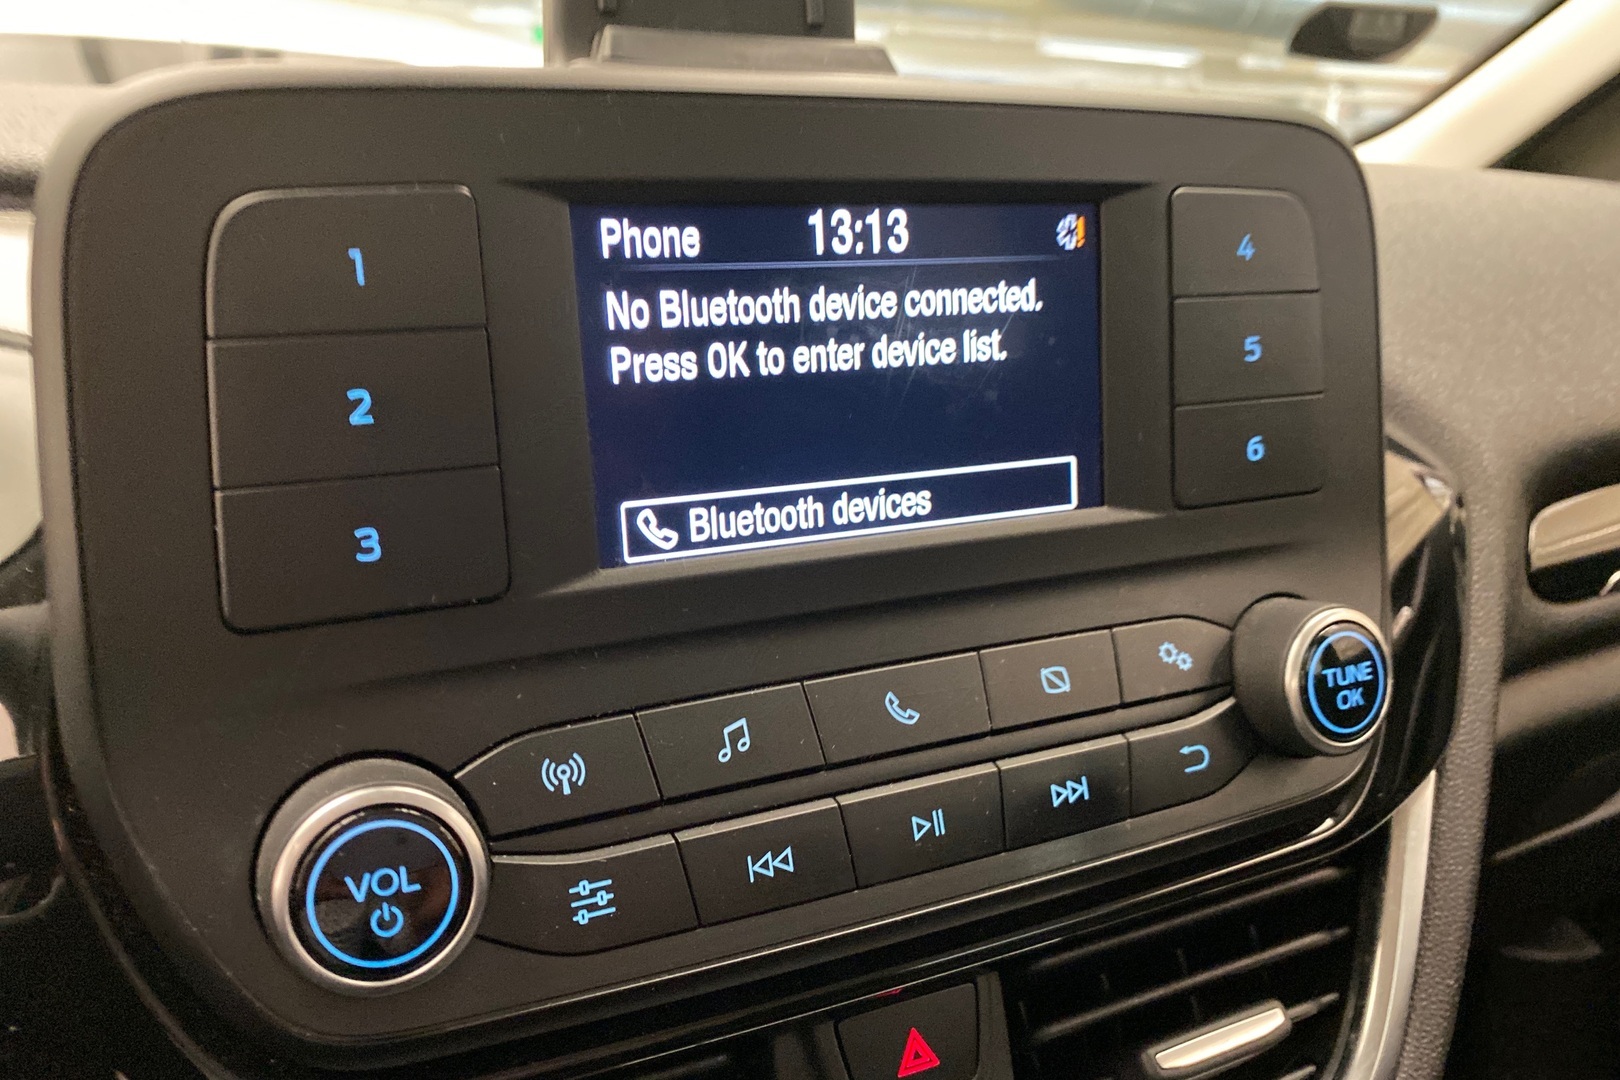 Phone 13:13
No Bluetooth device connected.
Press OK to enter device list.
Bluetooth devices
1
2
3
4
5
6
TUNE
OK
VOL